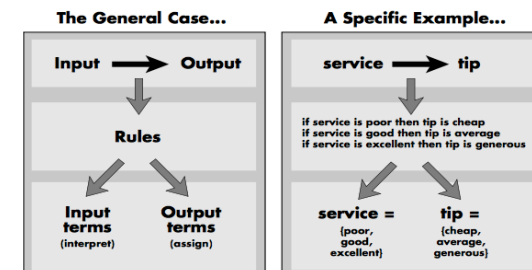 The General Case...
Input Output
Rules
Input terms
(interpret)
Output terms
(assign)
A Specific Example...
service tip
if service is poor then tip is cheap
if service is good then tip is average
if service is excellent then tip is generous
service =
{poor,
good,
excellent}
tip =
{cheap,
average,
generous}